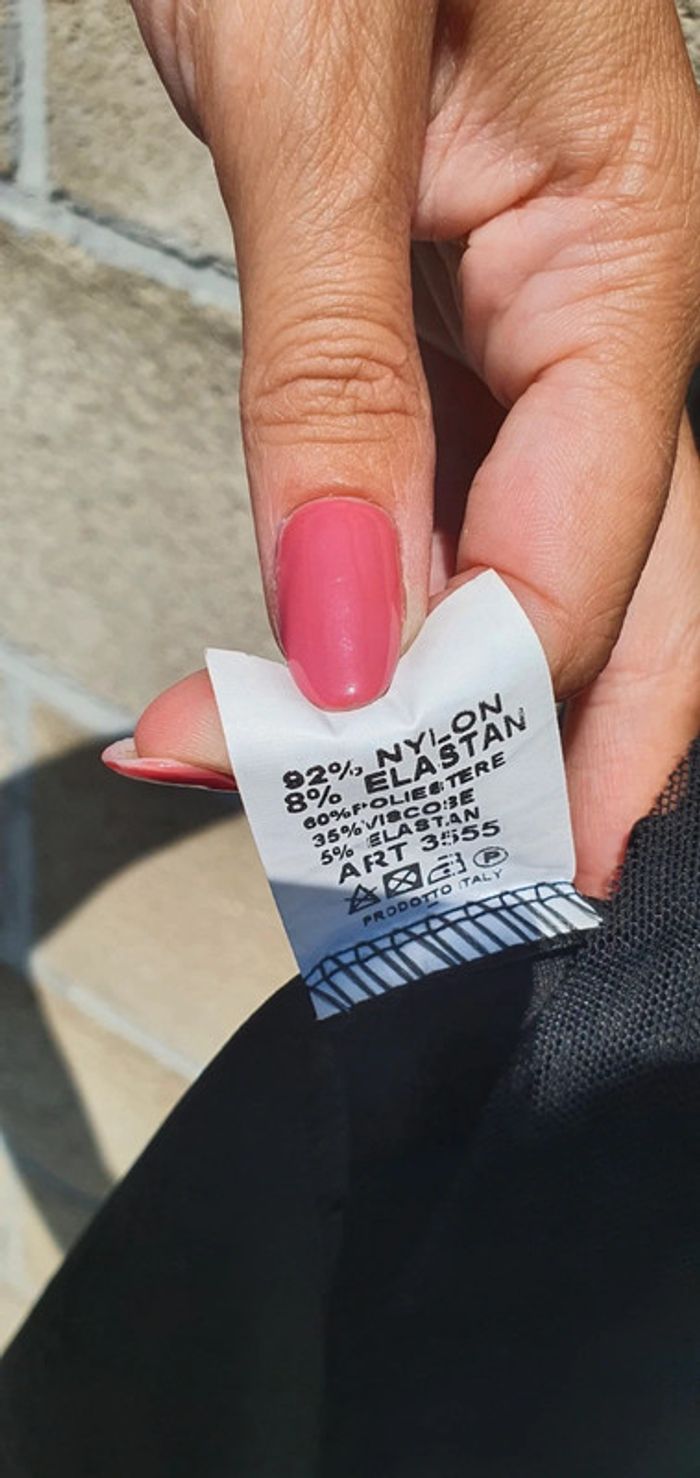 92% NYLON
8% ELASTAN
60% POLIESTERE
35% VISCOSE
5% ELASTAN
ART 3555
P
PRODOTTO ITALY